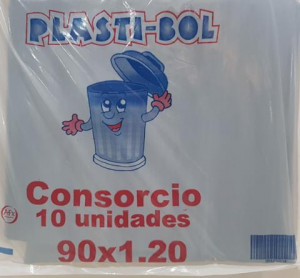 PLASTI-BOL
Consorcio
10 unidades
90x1.20